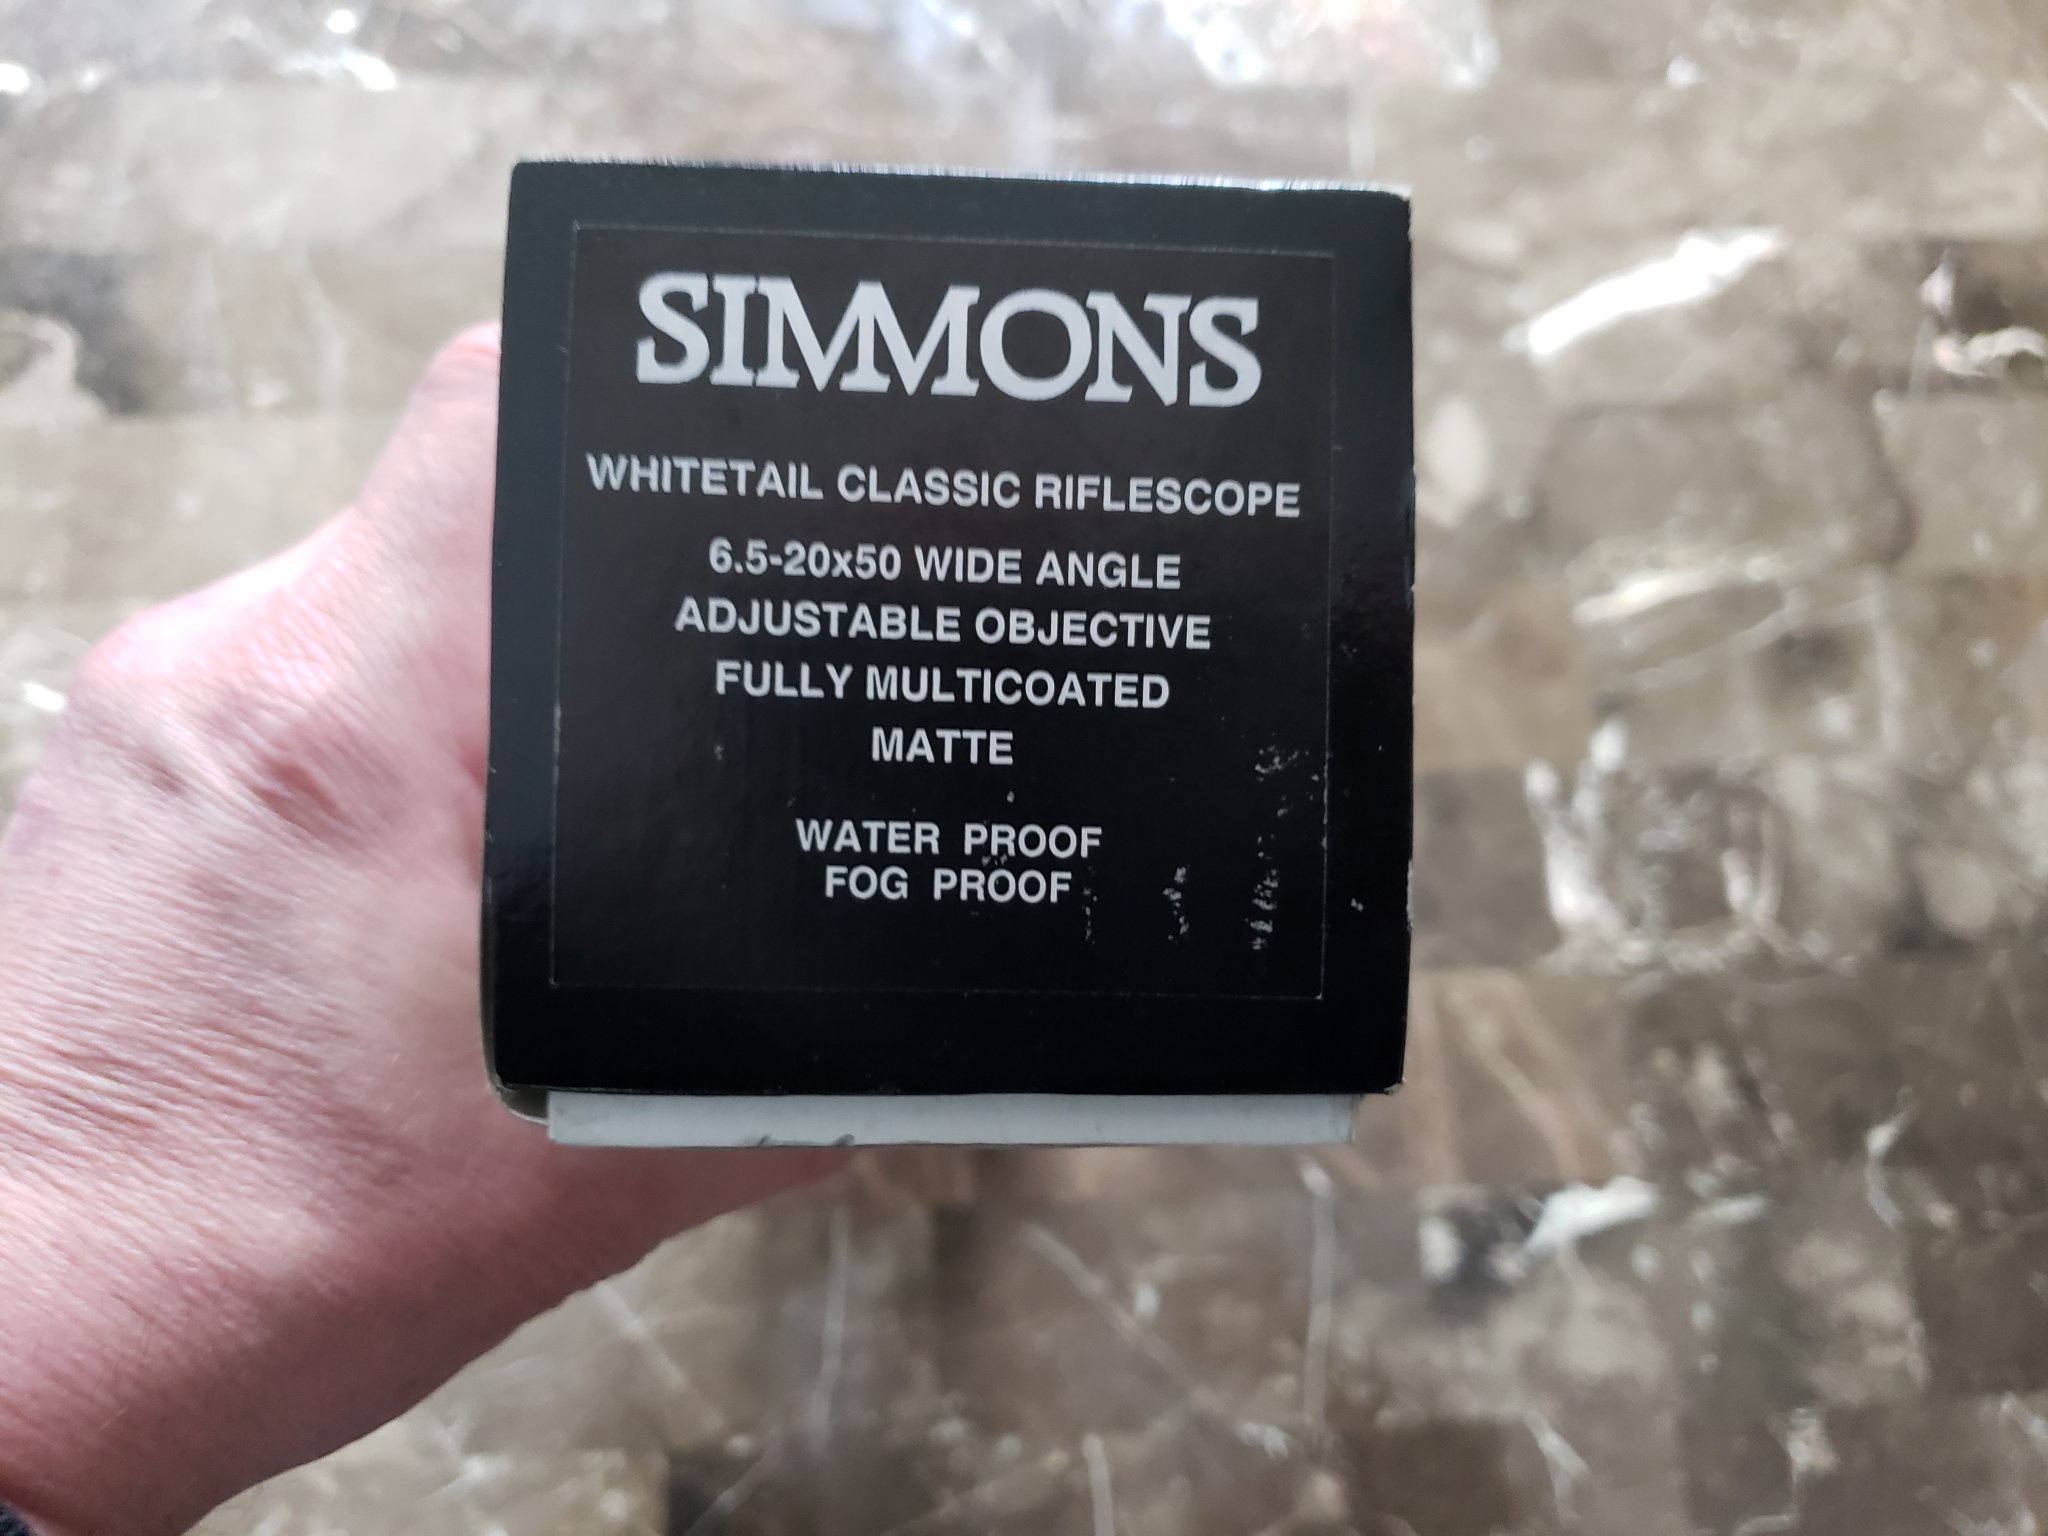 SIMMONS
WHITETAIL CLASSIC RIFLESCOPE
6.5-20x50 WIDE ANGLE
ADJUSTABLE OBJECTIVE
FULLY MULTICOATED
MATTE
WATER PROOF
FOG PROOF